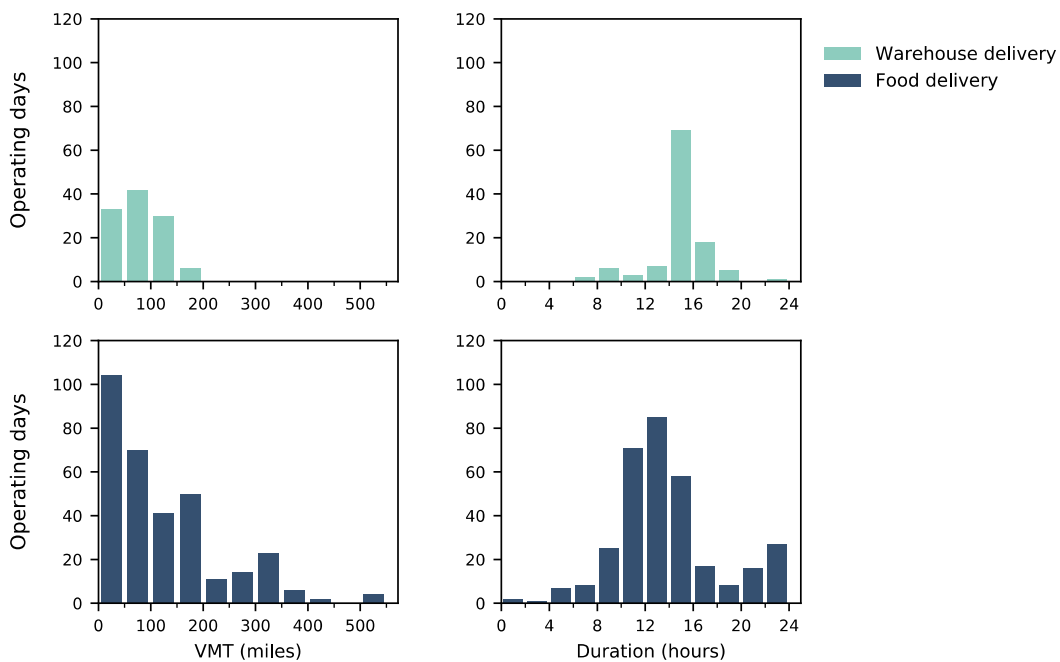 120
100
80
60
40
20
0
Operating days
0 100 200 300 400 500
120
100
80
60
40
20
0
0 4 8 12 16 20 24
Warehouse delivery
Food delivery
120
100
80
60
40
20
0
Operating days
0 100 200 300 400 500
VMT (miles)
120
100
80
60
40
20
0
0 4 8 12 16 20 24
Duration (hours)